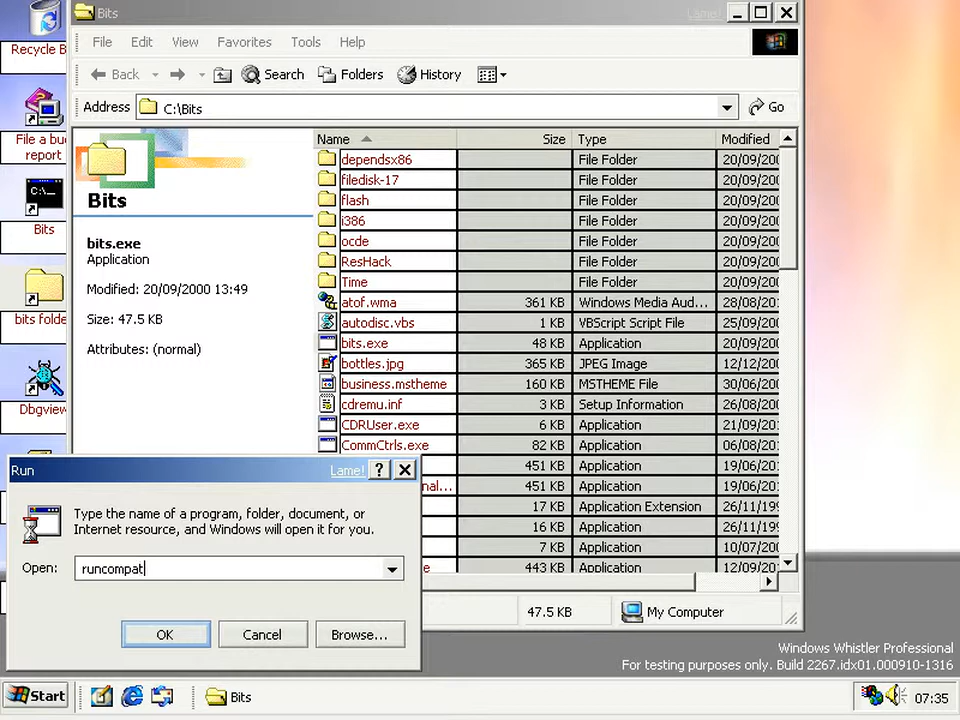 Recycle B
File a bug
report
Bits
bits folde
Dbgview
Bits
Lame!
File Edit View Favorites Tools Help
Back Search Folders History
Address C:\Bits Go
Bits
bits.exe
Application
Modified: 20/09/2000 13:49
Size: 47.5 KB
Attributes: (normal)
Name Size Type Modified
dependsx86 File Folder 20/09/200
filedisk-17 File Folder 20/09/200
flash File Folder 20/09/200
i386 File Folder 20/09/200
ocde File Folder 20/09/200
ResHack File Folder 20/09/200
Time File Folder 20/09/200
atof.wma 361 KB Windows Media Aud... 28/08/20
autodisc.vbs 1 KB VBScript Script File 25/09/200
bits.exe 48 KB Application 20/09/200
bottles.jpg 365 KB JPEG Image 12/12/200
business.mstheme 160 KB MSTHEME File 30/06/200
cdremu.inf 3 KB Setup Information 26/08/200
CDRUser.exe 6 KB Application 21/09/200
CommCtrls.exe 82 KB Application 06/08/200
451 KB Application 19/06/20
nal... 451 KB Application 19/06/20
17 KB Application Extension 26/11/199
16 KB Application 26/11/199
7 KB Application 10/07/200
e 443 KB Application 12/09/20
47.5 KB My Computer
Run Lame! ?
Type the name of a program, folder, document, or
Internet resource, and Windows will open it for you.
Open: runcompat
OK Cancel Browse...
Windows Whistler Professional
For testing purposes only. Build 2267.idx01.000910-1316
Start Bits 07:35